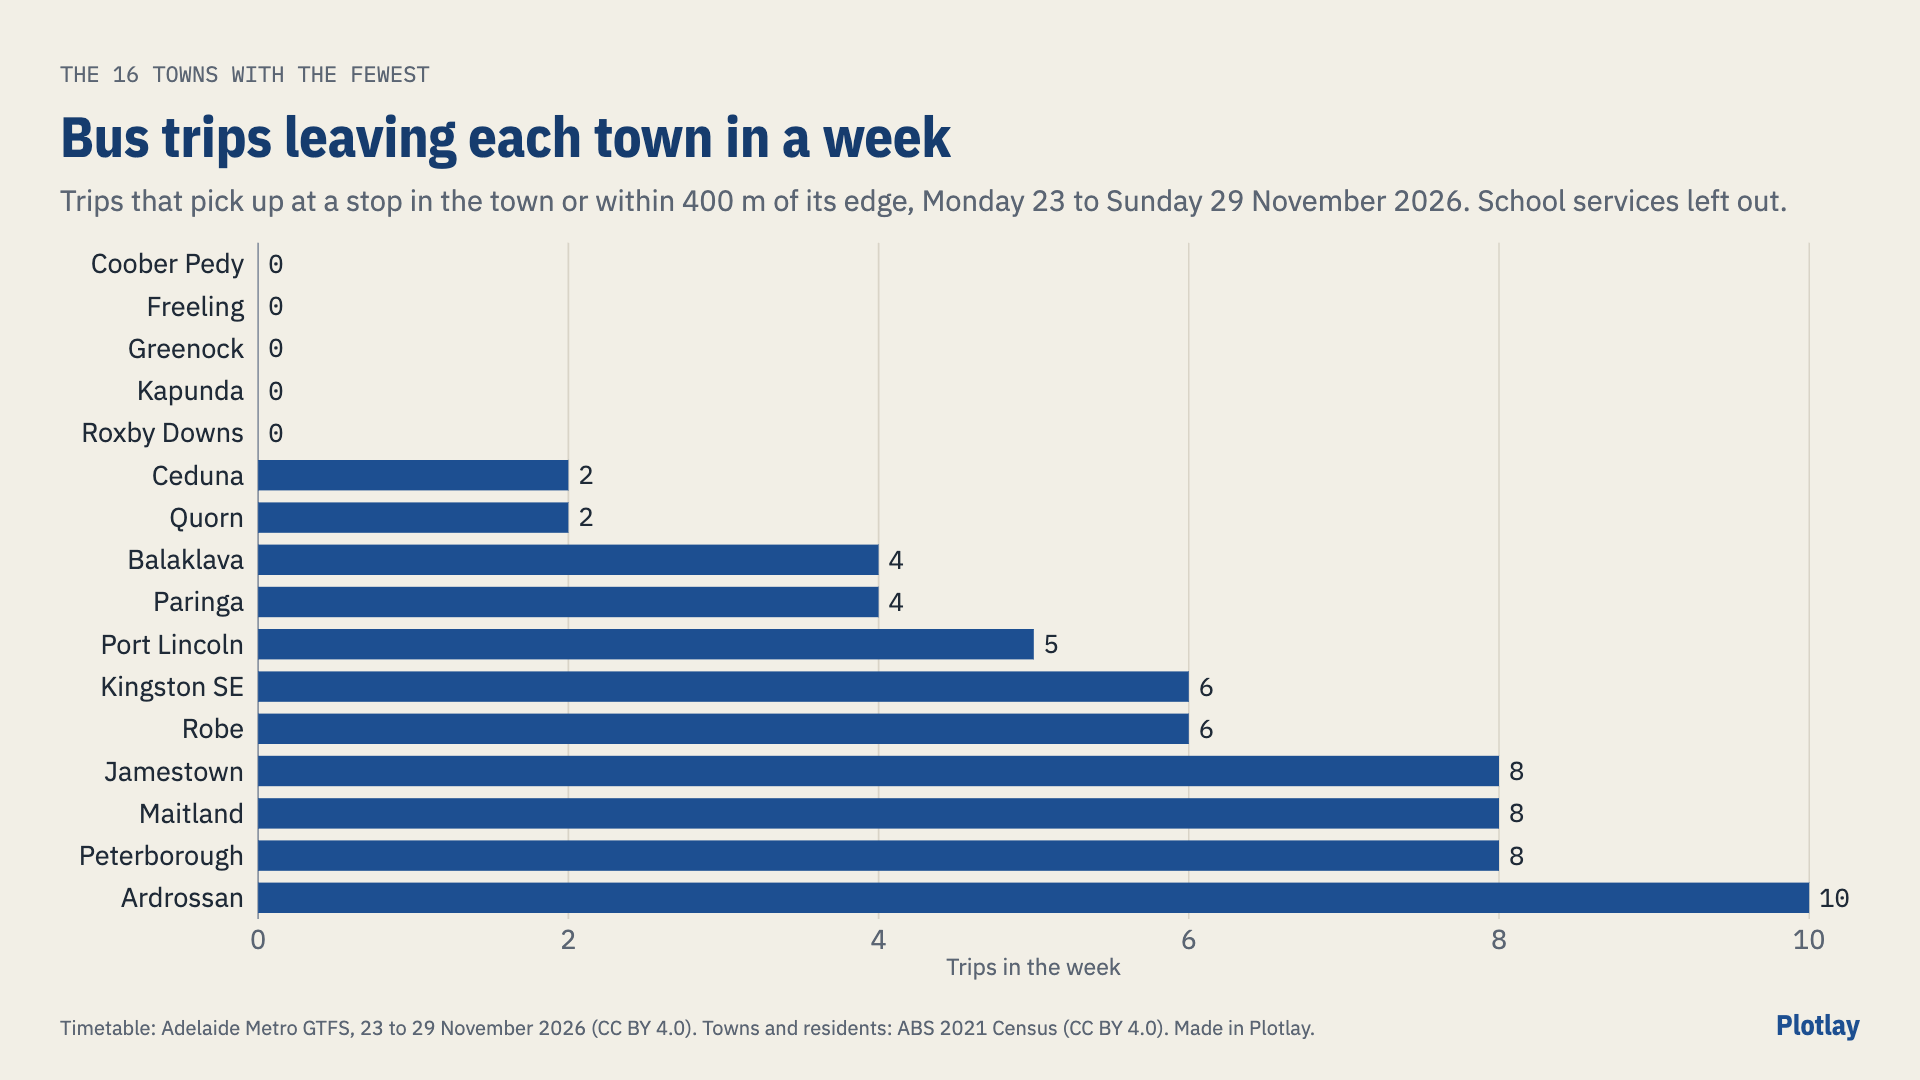 THE 16 TOWNS WITH THE FEWEST
Bus trips leaving each town in a week
Trips that pick up at a stop in the town or within 400 m of its edge, Monday 23 to Sunday 29 November 2026. School services left out.
Coober Pedy 0
Freeling 0
Greenock 0
Kapunda 0
Roxby Downs 0
Ceduna 2
Quorn 2
Balaklava 4
Paringa 4
Port Lincoln 5
Kingston SE 6
Robe 6
Jamestown 8
Maitland 8
Peterborough 8
Ardrossan 10
0 2 4 6 8 10
Trips in the week
Timetable: Adelaide Metro GTFS, 23 to 29 November 2026 (CC BY 4.0). Towns and residents: ABS 2021 Census (CC BY 4.0). Made in Plotlay.
Plotlay